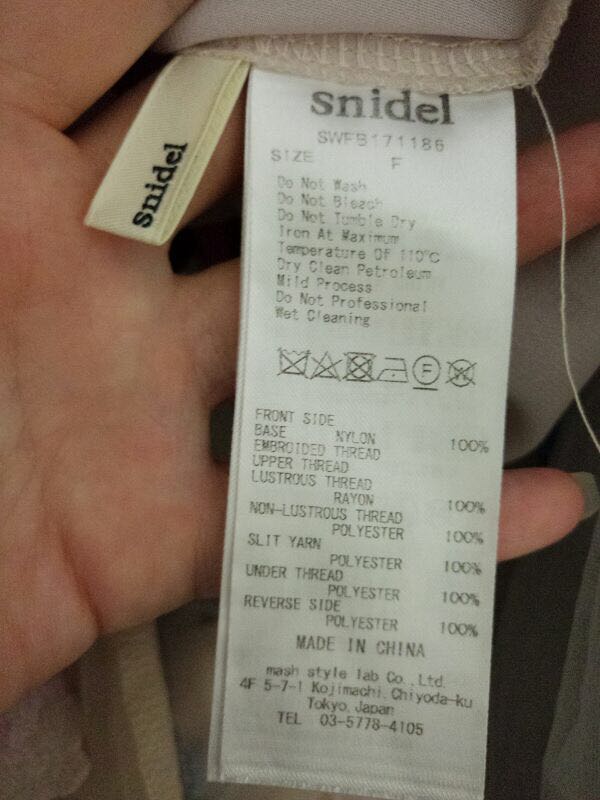 snidel
snidel
SWFB171186
SIZE F
Do Not Wash
Do Not Bleach
Do Not Tumble Dry
Iron At Maximum
Temperature Of 110°C
Dry Clean Petroleum
Mild Process
Do Not Professional
Wet Cleaning
F W
FRONT SIDE
BASE NYLON 100%
EMBROIDED THREAD
UPPER THREAD
LUSTROUS THREAD
RAYON 100%
NON-LUSTROUS THREAD
POLYESTER 100%
SLIT YARN
POLYESTER 100%
UNDER THREAD
POLYESTER 100%
REVERSE SIDE
POLYESTER 100%
MADE IN CHINA
mash style lab Co.,Ltd.
4F 5-7-1 Kojimachi,Chiyoda-ku
Tokyo,Japan
TEL 03-5778-4105